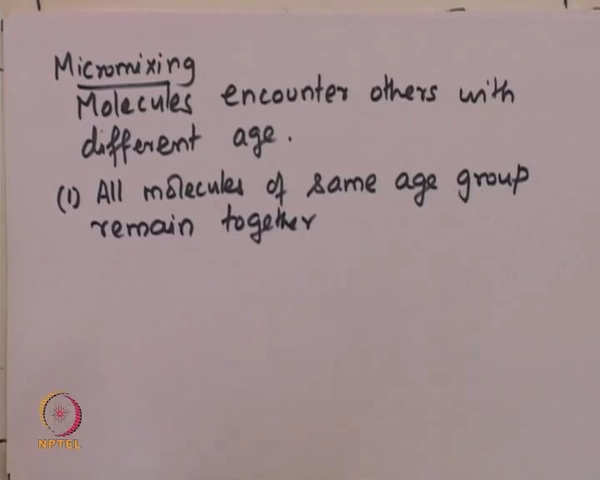 Micromixing
Molecules encounter others with
different age.
(1) All molecules of same age group
remain together
NPTEL